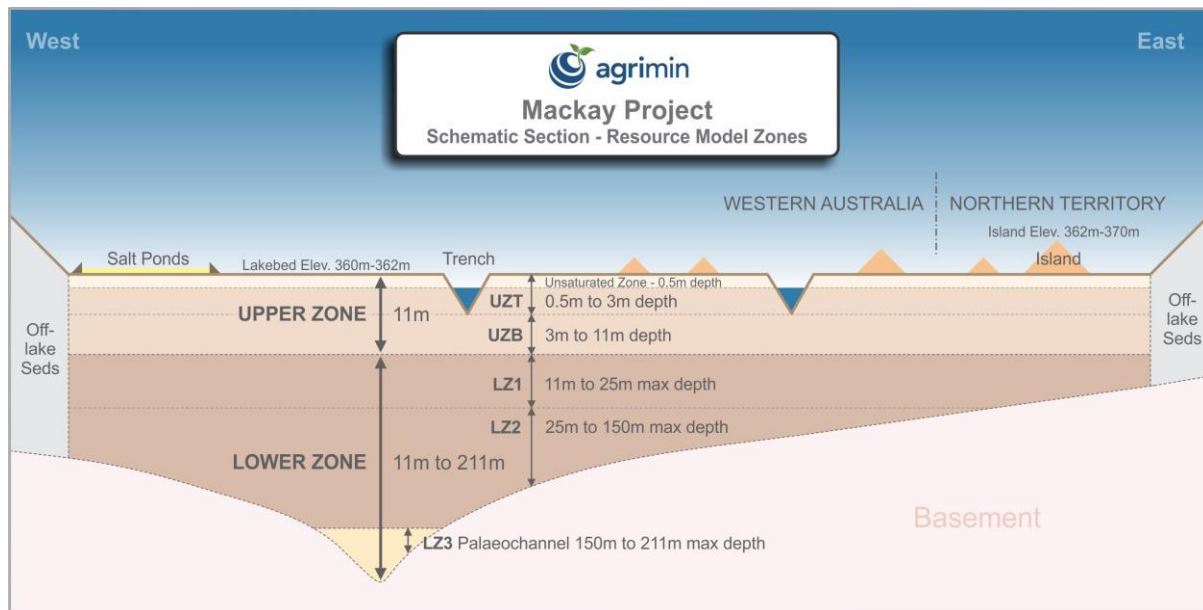 West
East
agrimin
Mackay Project
Schematic Section - Resource Model Zones
WESTERN AUSTRALIA
NORTHERN TERRITORY
Island Elev. 362m-370m
Salt Ponds
Lakebed Elev. 360m-362m
Trench
Island
Unsaturated Zone - 0.5m depth
UZT 0.5m to 3m depth
UPPER ZONE 11m
UZB 3m to 11m depth
Off-
lake
Seds
Off-
lake
Seds
LZ1 11m to 25m max depth
LZ2 25m to 150m max depth
LOWER ZONE 11m to 211m
Basement
LZ3 Palaeochannel 150m to 211m max depth